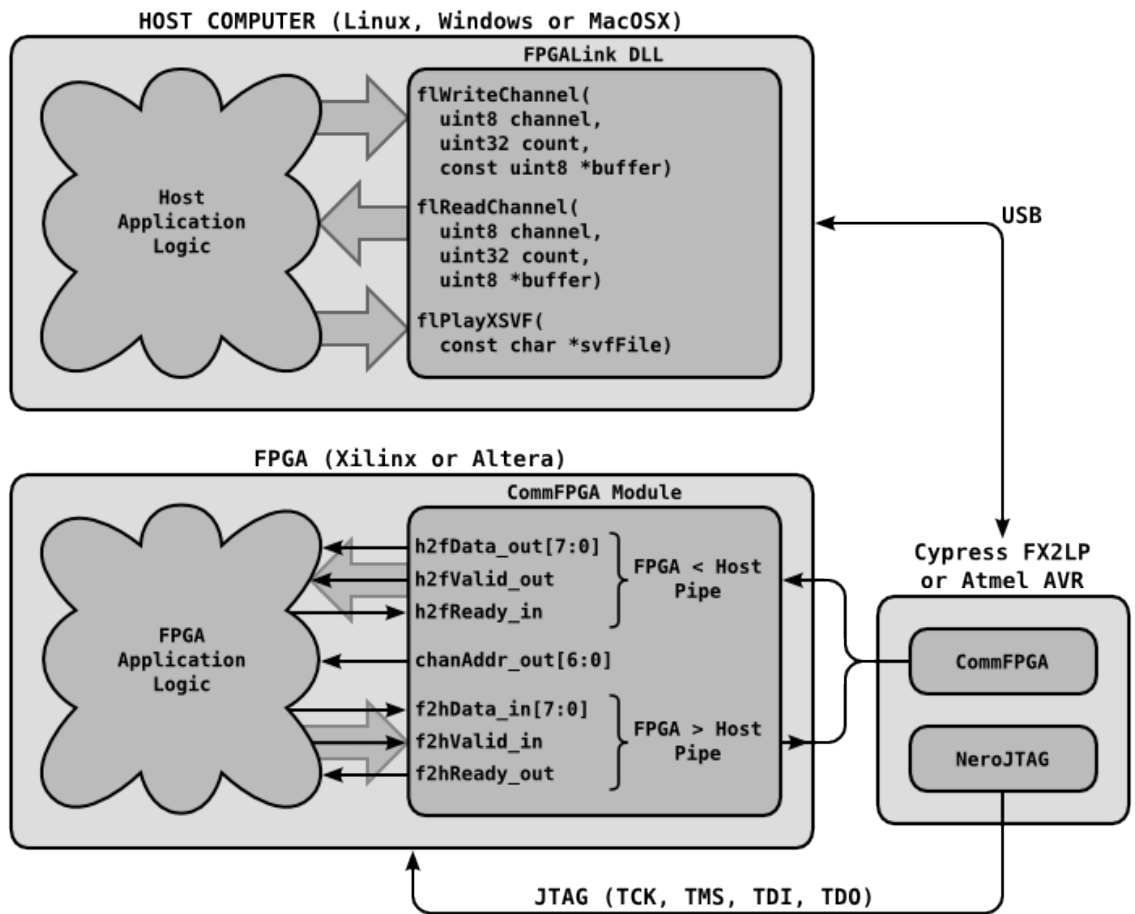 HOST COMPUTER (Linux, Windows or MacOSX)
FPGALink DLL
flWriteChannel(
uint8 channel,
uint32 count,
const uint8 *buffer)
Host
Application
Logic
flReadChannel(
uint8 channel,
uint32 count,
uint8 *buffer)
flPlayXSVF(
const char *svfFile)
USB
FPGA (Xilinx or Altera)
CommFPGA Module
h2fData_out[7:0]
h2fValid_out
h2fReady_in
FPGA < Host
Pipe
chanAddr_out[6:0]
FPGA
Application
Logic
f2hData_in[7:0]
f2hValid_in
f2hReady_out
FPGA > Host
Pipe
Cypress FX2LP
or Atmel AVR
CommFPGA
NeroJTAG
JTAG (TCK, TMS, TDI, TDO)